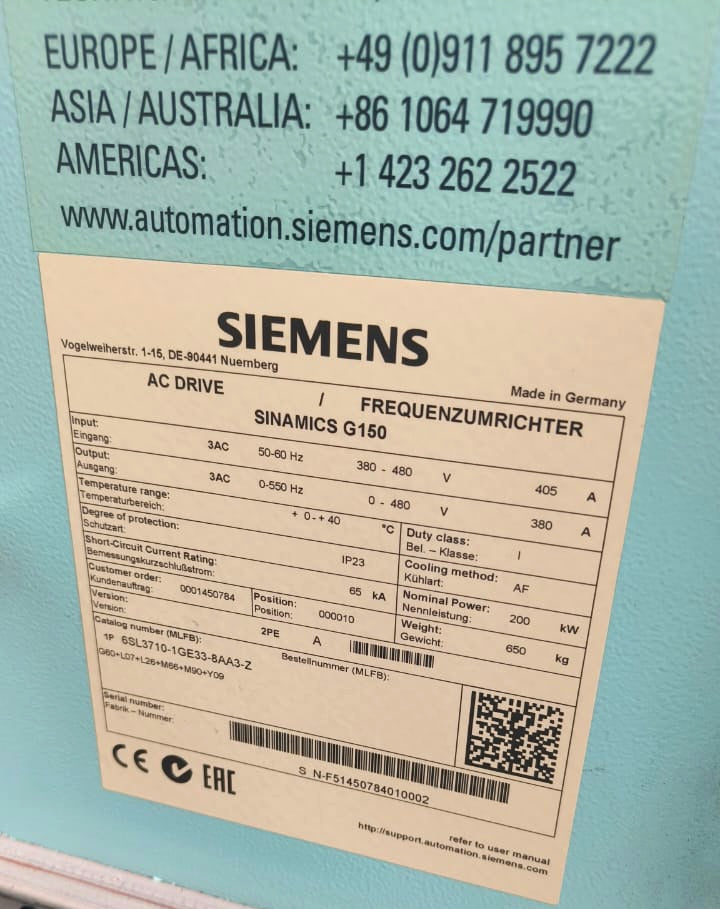 EUROPE / AFRICA: +49 (0)911 895 7222
ASIA / AUSTRALIA: +86 1064 719990
AMERICAS: +1 423 262 2522
www.automation.siemens.com/partner
SIEMENS
Vogelweiherstr. 1-15, DE-90441 Nuernberg
Made in Germany
AC DRIVE / FREQUENZUMRICHTER
SINAMICS G150
Input:
Eingang: 3AC 50-60 Hz 380 - 480 V 405 A
Output:
Ausgang: 3AC 0-550 Hz 0 - 480 V 380 A
Temperature range:
Temperaturbereich: + 0-+40 °C
Duty class:
Bel. – Klasse: I
Degree of protection:
Schutzart: IP23
Cooling method:
Kühlart: AF
Short-Circuit Current Rating:
Bemessungskurzschlußstrom: 65 kA
Nominal Power:
Nennleistung: 200 kW
Customer order:
Kundenauftrag: 0001450784
Position:
Position: 000010
Weight:
Gewicht: 650 kg
Version:
Version: 2PE A
Catalog number (MLFB):
Bestellnummer (MLFB):
1P 6SL3710-1GE33-8AA3-Z
G60+L07+L26+M66+M90+Y09
Serial number:
Fabrik – Nummer:
S N-F51450784010002
CE EAC
refer to user manual
http://support.automation.siemens.com